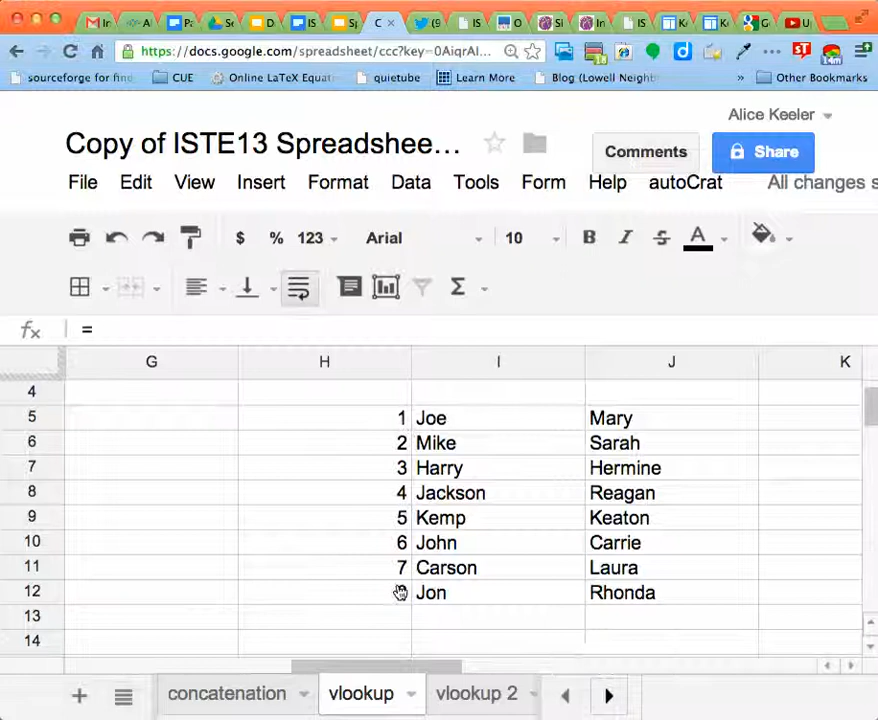 https://docs.google.com/spreadsheet/ccc?key=0AiqrAI...
sourceforge for find CUE Online LaTeX Equat quietube Learn More Blog (Lowell Neighb » Other Bookmarks
Alice Keeler
Copy of ISTE13 Spreadshee... Comments Share
File Edit View Insert Format Data Tools Form Help autoCrat All changes s
$ % 123 Arial 10 B I S A
Σ
fx =
G H I J K
4
5 1 Joe Mary
6 2 Mike Sarah
7 3 Harry Hermine
8 4 Jackson Reagan
9 5 Kemp Keaton
10 6 John Carrie
11 7 Carson Laura
12 Jon Rhonda
13
14
+ concatenation vlookup vlookup 2